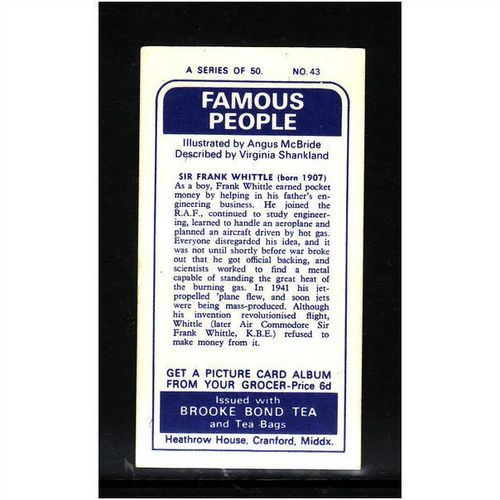 A SERIES OF 50. NO. 43
FAMOUS
PEOPLE
Illustrated by Angus McBride
Described by Virginia Shankland
SIR FRANK WHITTLE (born 1907)
As a boy, Frank Whittle earned pocket
money by helping in his father's en-
gineering business. He joined the
R.A.F., continued to study engineer-
ing, learned to handle an aeroplane and
planned an aircraft driven by hot gas.
Everyone disregarded his idea, and it
was not until shortly before war broke
out that he got official backing, and
scientists worked to find a metal
capable of standing the great heat of
the burning gas. In 1941 his jet-
propelled 'plane flew, and soon jets
were being mass-produced. Although
his invention revolutionised flight,
Whittle (later Air Commodore Sir
Frank Whittle, K.B.E.) refused to
make money from it.
GET A PICTURE CARD ALBUM
FROM YOUR GROCER-Price 6d
Issued with
BROOKE BOND TEA
and Tea Bags
Heathrow House, Cranford, Middx.